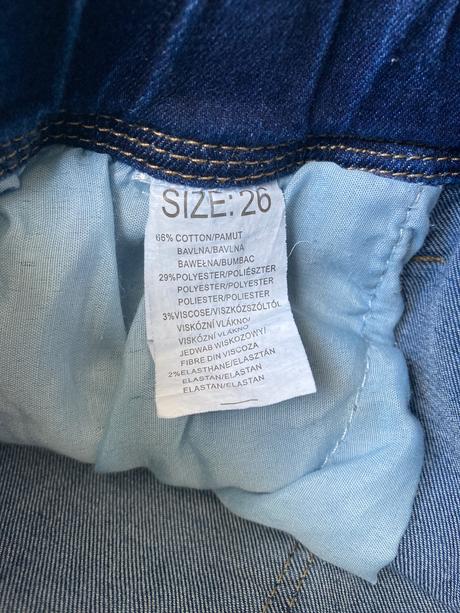 SIZE: 26
66% COTTON/PAMUT
BAVLNA/BAVLNA
BAWEŁNA/BUMBAC
29%POLYESTER/POLIÉSZTER
POLYESTER/POLYESTER
POLIESTER/POLIESTER
3%VISCOSE/VISZKÓZSZÓLTÖL
VISKÓZNÍ VLÁKNO/
VISKÓZNÍ VLÁKNO
JEDWAB WISKOZOWY/
FIBRE DIN VISCOZA
2%ELASTHANE/ELASZTÁN
ELASTAN/ELASTAN
ELASTAN/ELASTAN